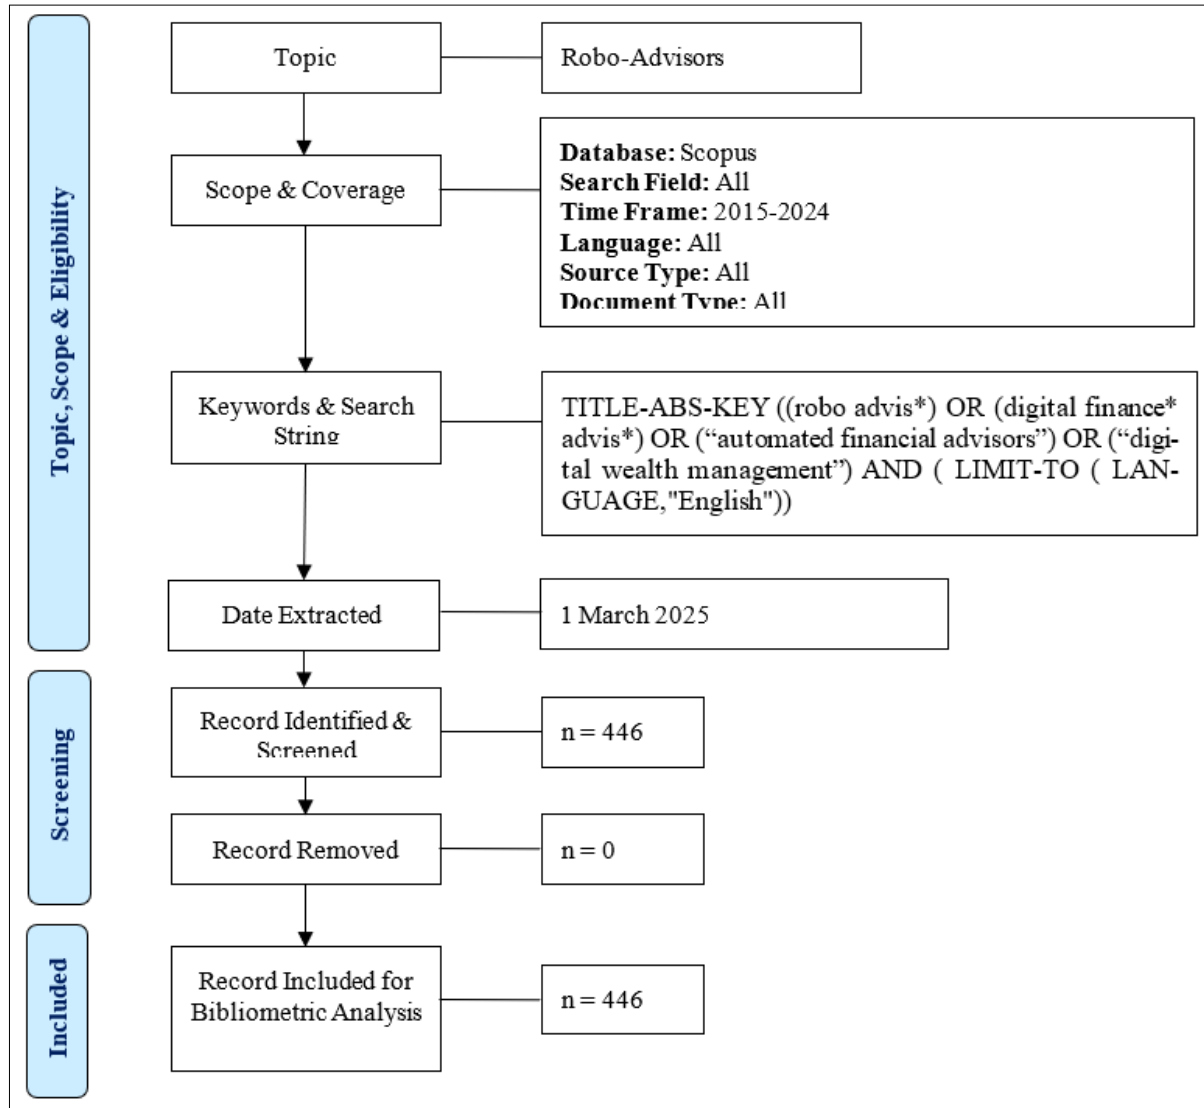 Topic, Scope & Eligibility
Topic
Robo-Advisors
Scope & Coverage
Database: Scopus
Search Field: All
Time Frame: 2015-2024
Language: All
Source Type: All
Document Type: All
Keywords & Search
String
TITLE-ABS-KEY ((robo advis*) OR (digital finance*
advis*) OR (“automated financial advisors”) OR (“digi-
tal wealth management”) AND ( LIMIT-TO ( LAN-
GUAGE,"English"))
Date Extracted
1 March 2025
Screening
Record Identified &
Screened
n = 446
Record Removed
n = 0
Included
Record Included for
Bibliometric Analysis
n = 446